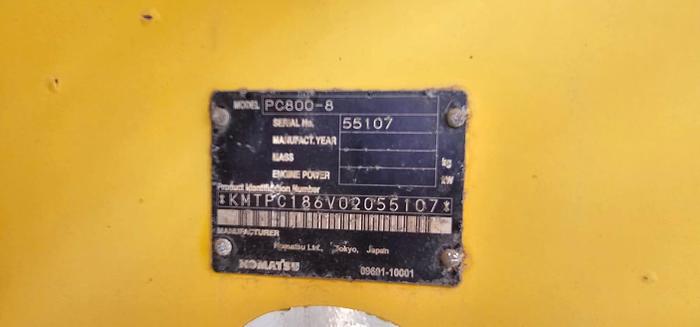 MODEL PC800-8
SERIAL No. 55107
MANUFACT.YEAR
MASS kg
ENGINE POWER kW
Product Identification Number
*KMTPC186V02055107*
MANUFACTURER
Komatsu Ltd., Tokyo, Japan
KOMATSU 09601-10001